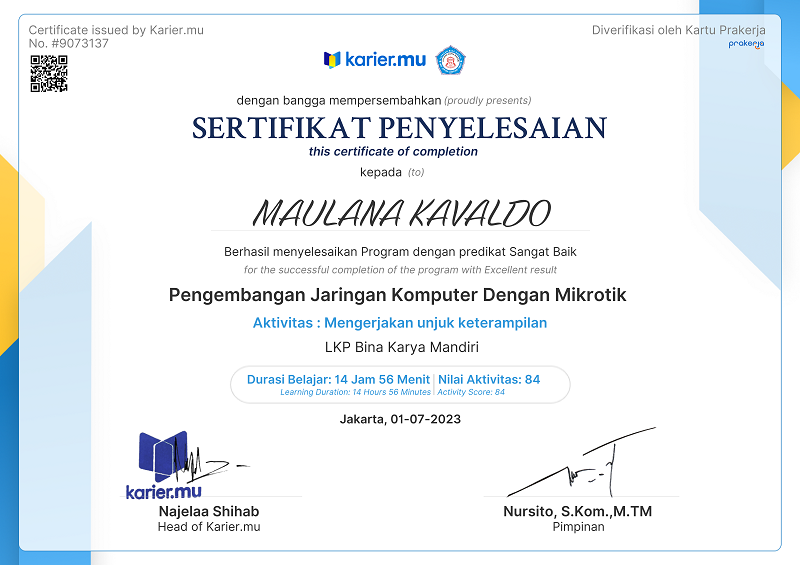 Certificate issued by Karier.mu
No. #9073137
Diverifikasi oleh Kartu Prakerja
prakerja
karier.mu
dengan bangga mempersembahkan (proudly presents)
SERTIFIKAT PENYELESAIAN
this certificate of completion
kepada (to)
MAULANA KAVALDO
Berhasil menyelesaikan Program dengan predikat Sangat Baik
for the successful completion of the program with Excellent result
Pengembangan Jaringan Komputer Dengan Mikrotik
Aktivitas : Mengerjakan unjuk keterampilan
LKP Bina Karya Mandiri
Durasi Belajar: 14 Jam 56 Menit | Nilai Aktivitas: 84
Learning Duration: 14 Hours 56 Minutes | Activity Score: 84
Jakarta, 01-07-2023
karier.mu
Najelaa Shihab
Head of Karier.mu
Nursito, S.Kom.,M.TM
Pimpinan